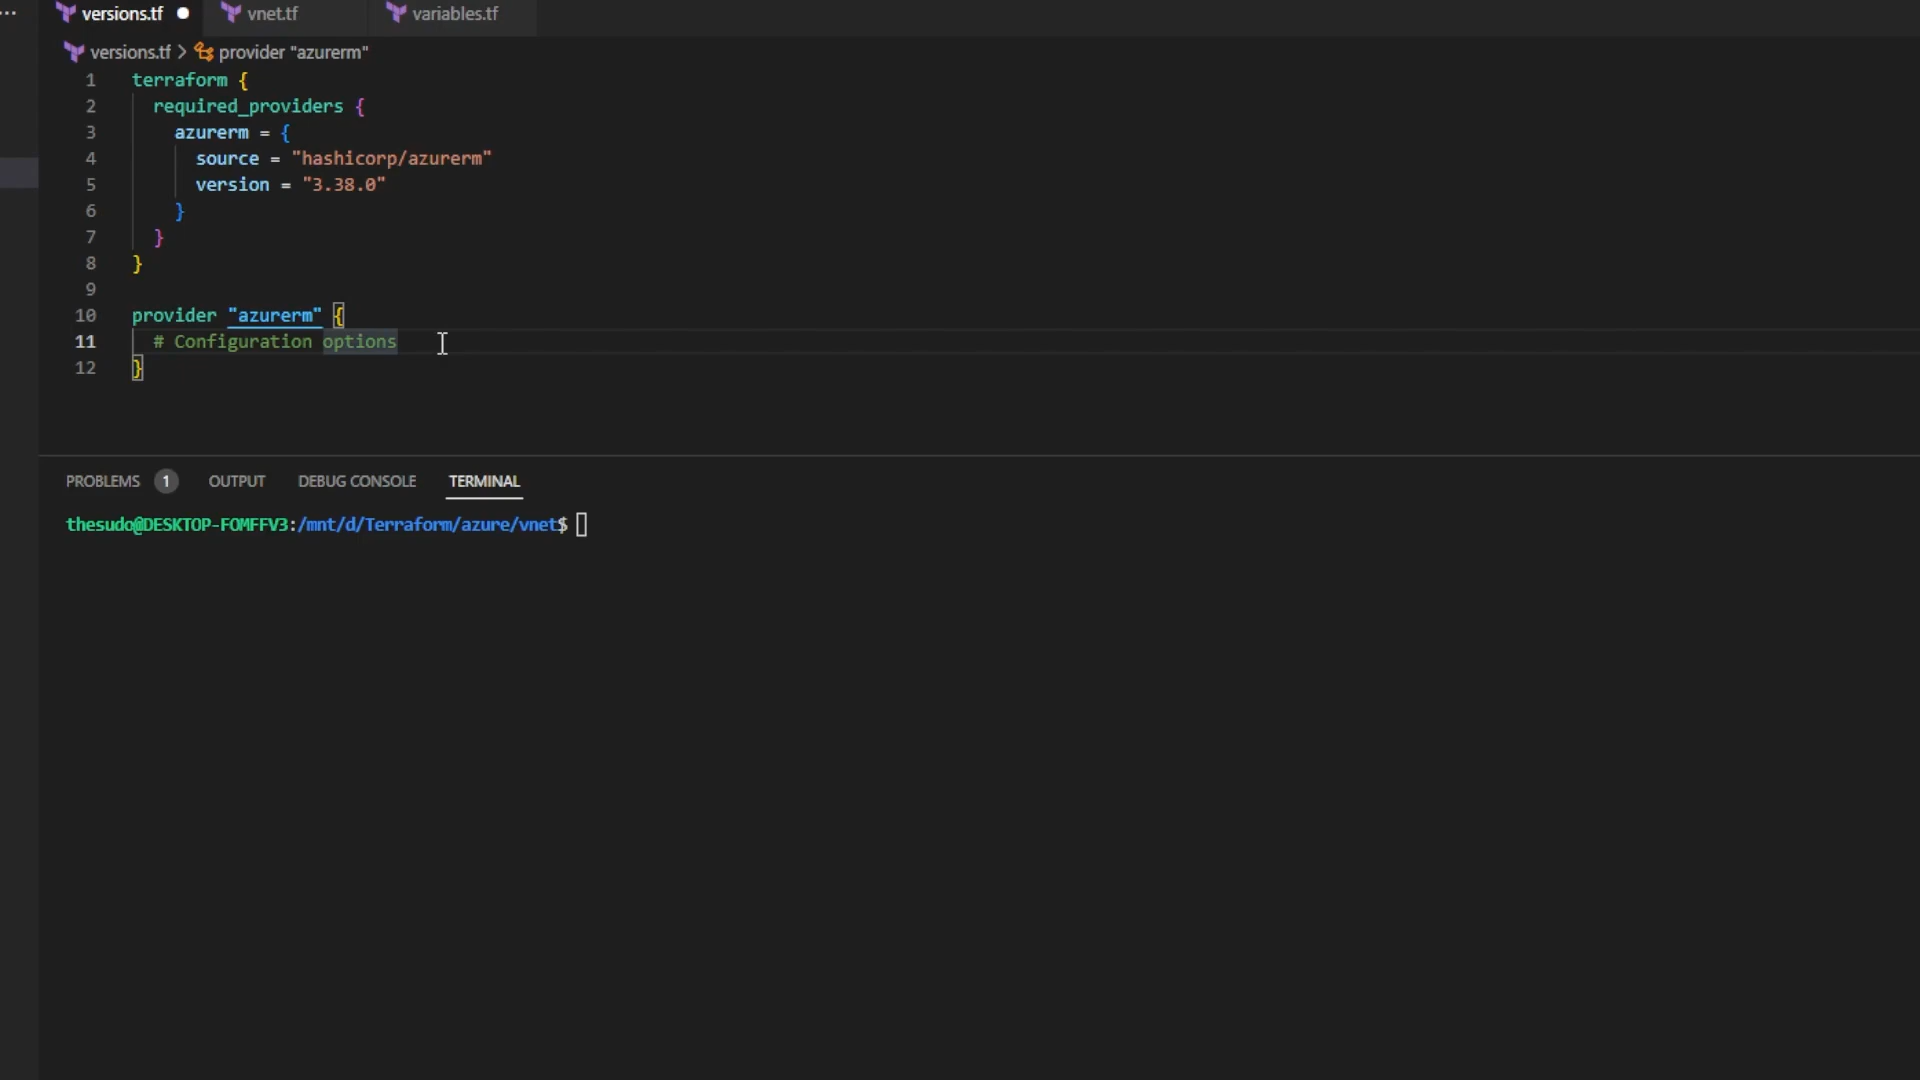 versions.tf vnet.tf variables.tf
versions.tf > provider "azurerm"
1 terraform {
2 required_providers {
3 azurerm = {
4 source = "hashicorp/azurerm"
5 version = "3.38.0"
6 }
7 }
8 }
9
10 provider "azurerm" {
11 # Configuration options
12 }
PROBLEMS 1 OUTPUT DEBUG CONSOLE TERMINAL
thesudo@DESKTOP-FOMFFV3:/mnt/d/Terraform/azure/vnet$